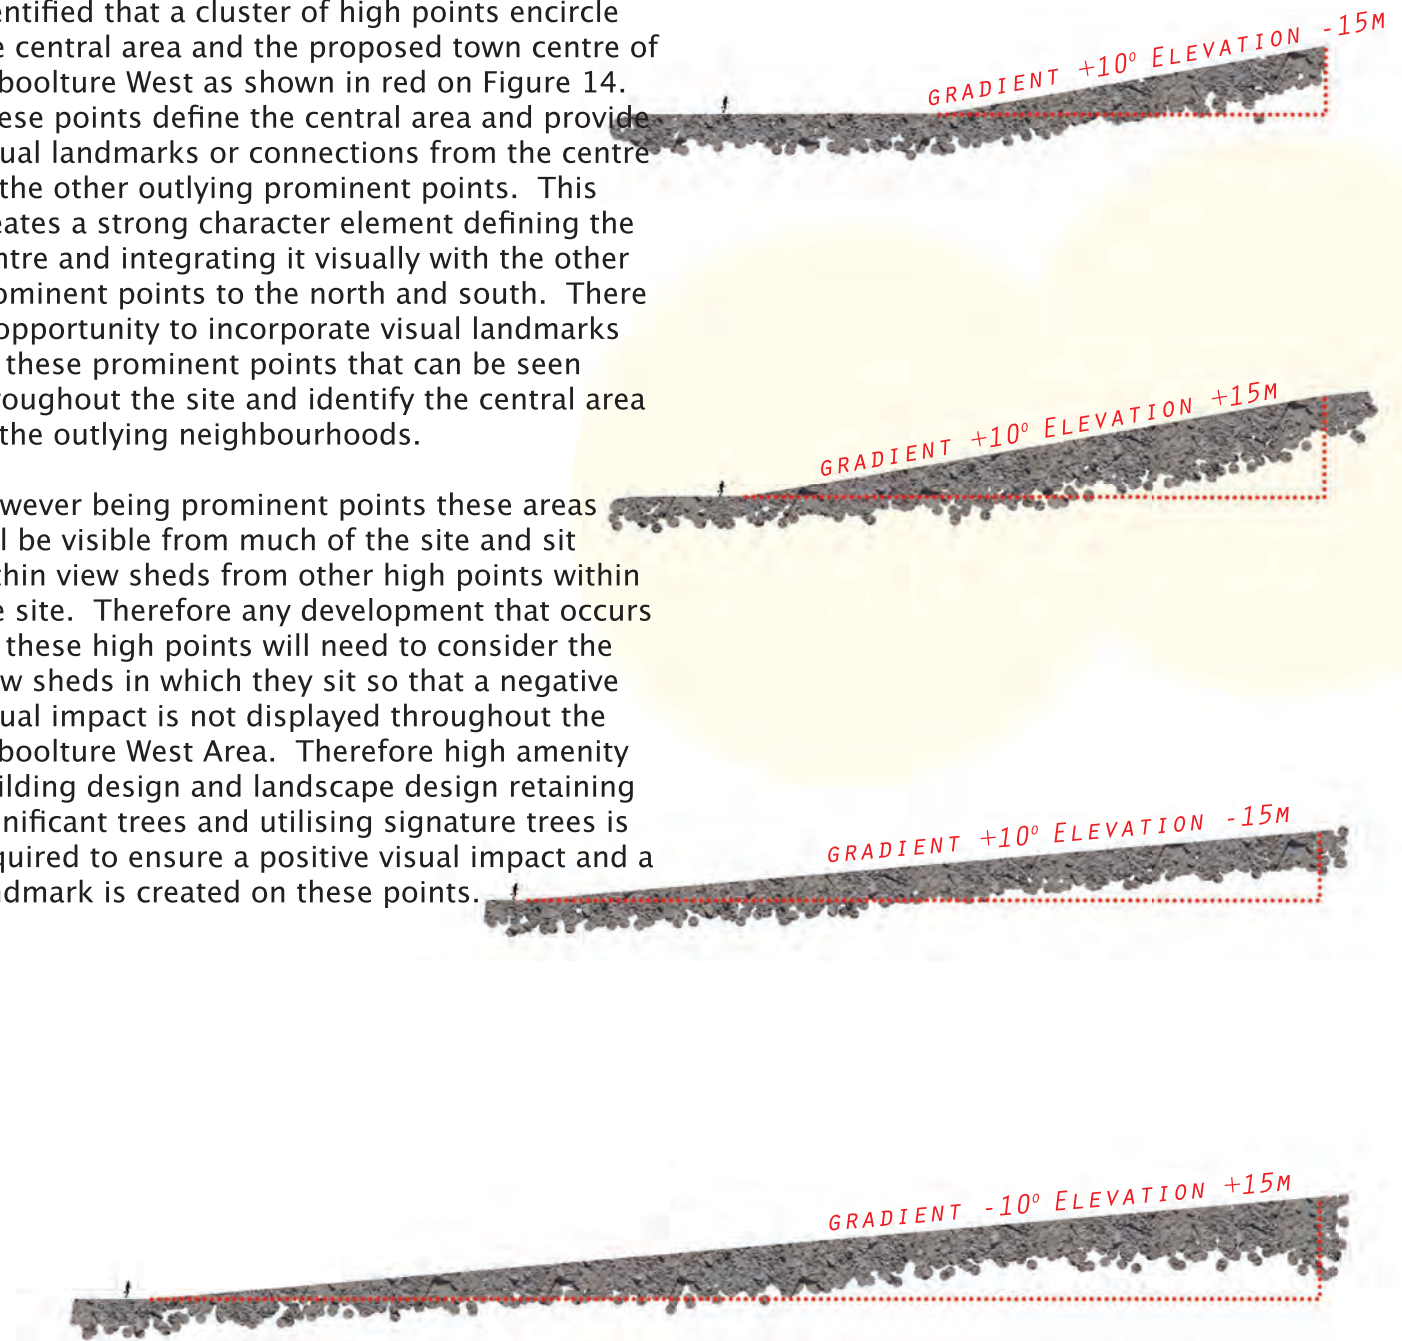 entified that a cluster of high points encircle
e central area and the proposed town centre of
boolture West as shown in red on Figure 14.
ese points define the central area and provide
ual landmarks or connections from the centre
the other outlying prominent points.  This
eates a strong character element defining the
ntre and integrating it visually with the other
ominent points to the north and south.  There
opportunity to incorporate visual landmarks
these prominent points that can be seen
roughout the site and identify the central area
the outlying neighbourhoods.
wever being prominent points these areas
l be visible from much of the site and sit
thin view sheds from other high points within
e site.  Therefore any development that occurs
these high points will need to consider the
w sheds in which they sit so that a negative
ual impact is not displayed throughout the
boolture West Area.  Therefore high amenity
ilding design and landscape design retaining
nificant trees and utilising signature trees is
quired to ensure a positive visual impact and a
ndmark is created on these points.
GRADIENT +10° ELEVATION -15M
GRADIENT +10° ELEVATION +15M
GRADIENT +10° ELEVATION -15M
GRADIENT -10° ELEVATION +15M